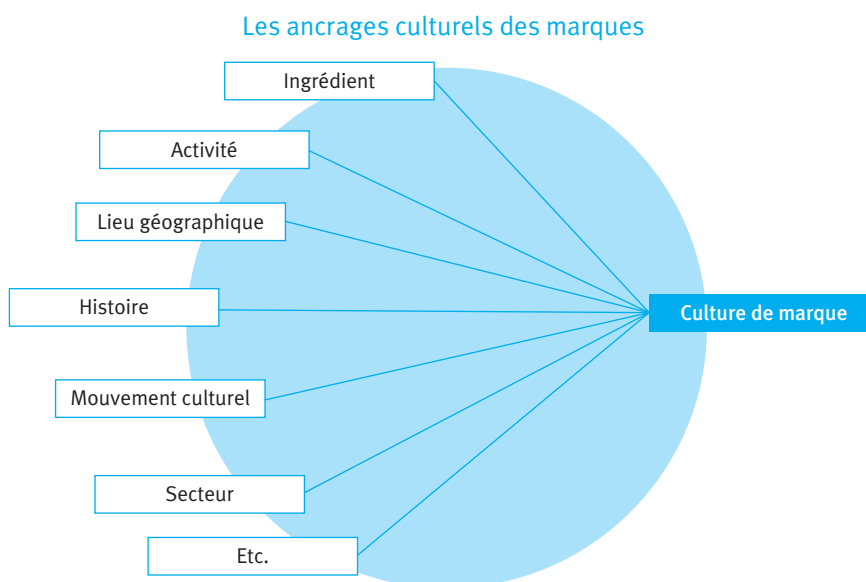 Les ancrages culturels des marques
Ingrédient
Activité
Lieu géographique
Histoire
Culture de marque
Mouvement culturel
Secteur
Etc.